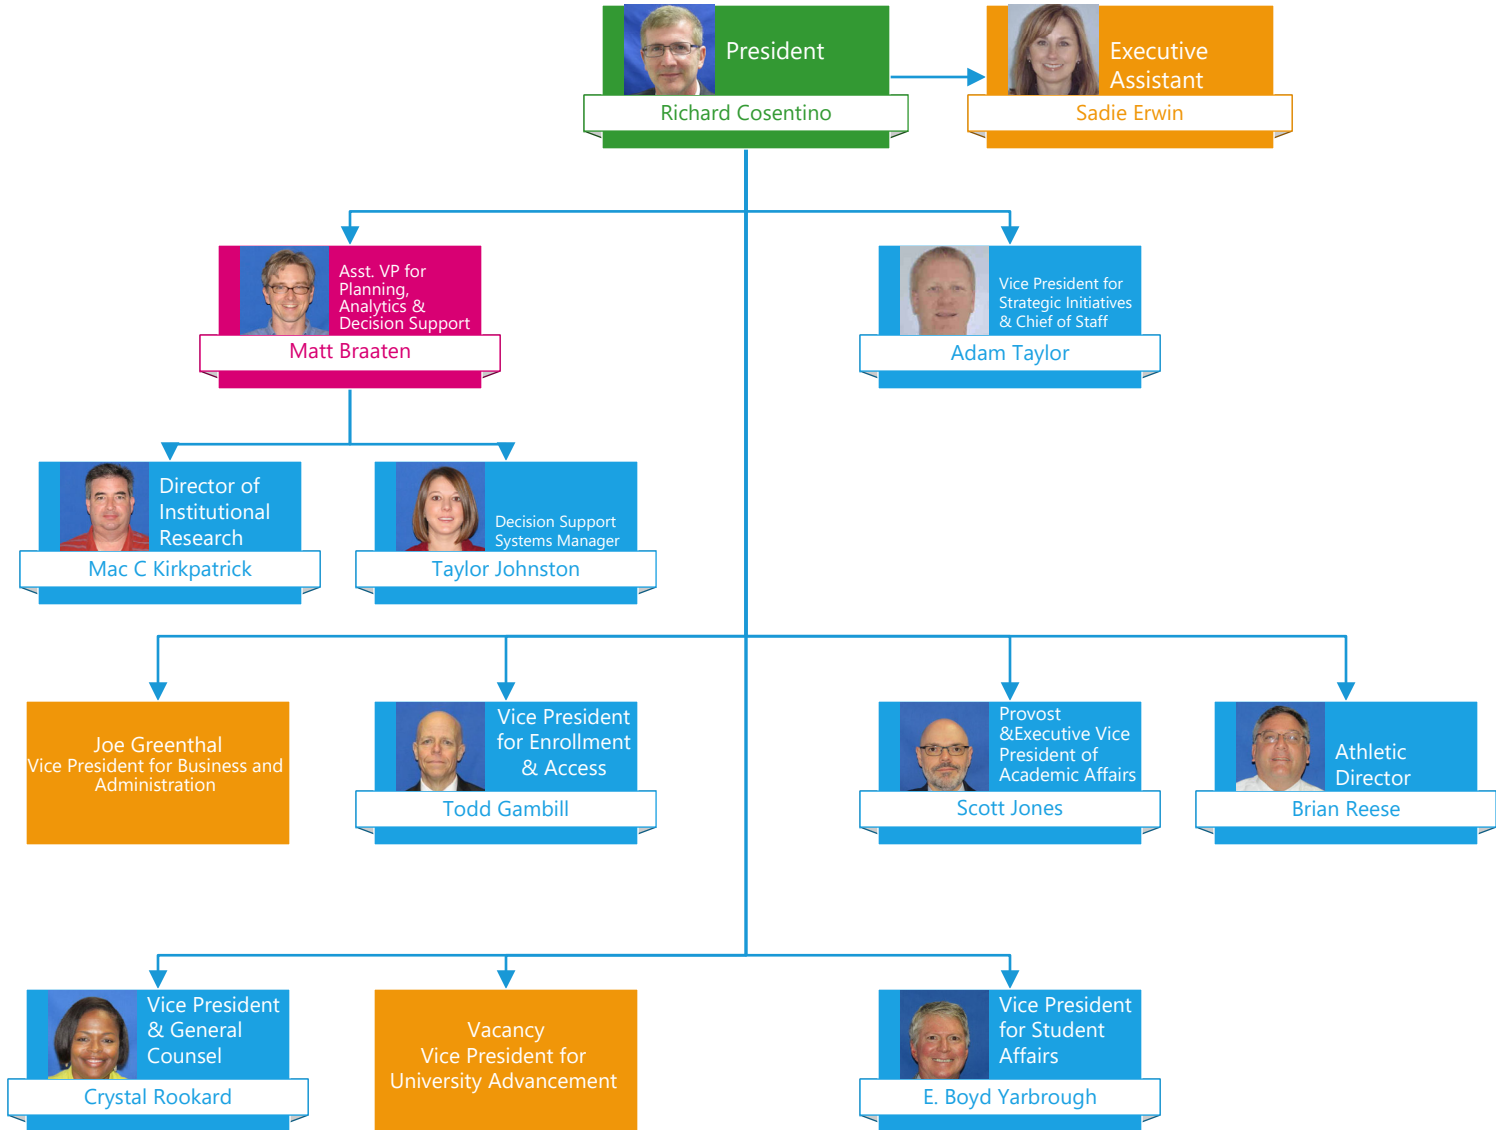 President
Richard Cosentino
Executive
Assistant
Sadie Erwin
Asst. VP for
Planning,
Analytics &
Decision Support
Matt Braaten
Vice President for
Strategic Initiatives
& Chief of Staff
Adam Taylor
Director of
Institutional
Research
Mac C Kirkpatrick
Decision Support
Systems Manager
Taylor Johnston
Joe Greenthal
Vice President for Business and
Administration
Vice President
for Enrollment
& Access
Todd Gambill
Provost
&Executive Vice
President of
Academic Affairs
Scott Jones
Athletic
Director
Brian Reese
Vice President
& General
Counsel
Crystal Rookard
Vacancy
Vice President for
University Advancement
Vice President
for Student
Affairs
E. Boyd Yarbrough